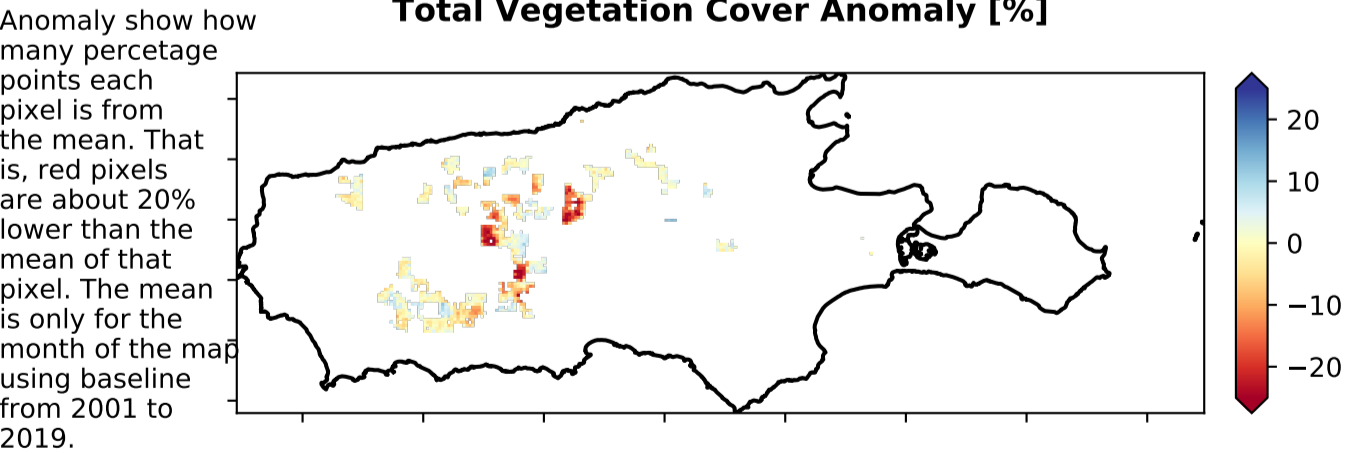 Total Vegetation Cover Anomaly [%]
Anomaly show how
many percetage
points each
pixel is from
the mean. That
is, red pixels
are about 20%
lower than the
mean of that
pixel. The mean
is only for the
month of the map
using baseline
from 2001 to
2019.
20
10
0
−10
−20